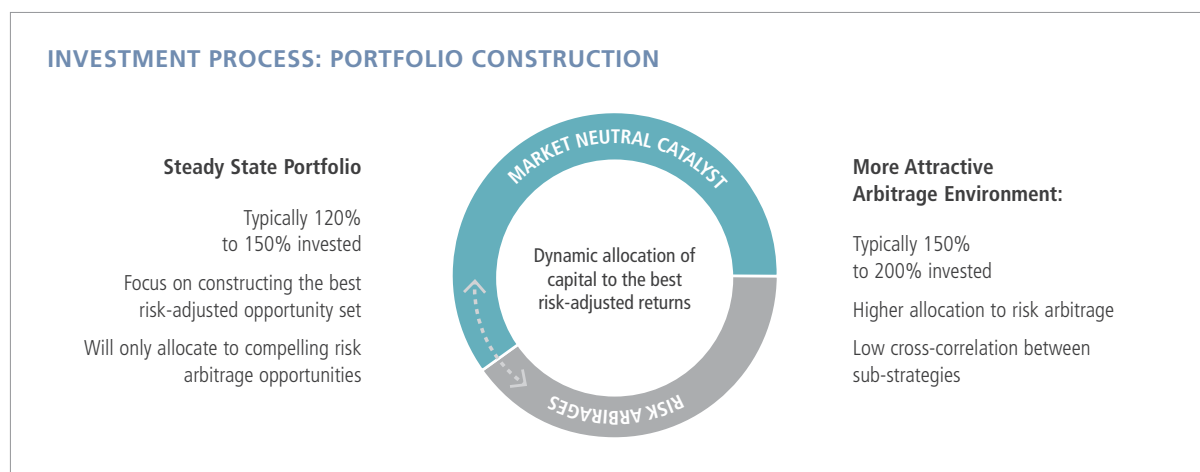 INVESTMENT PROCESS: PORTFOLIO CONSTRUCTION
Steady State Portfolio
Typically 120%
to 150% invested
Focus on constructing the best
risk-adjusted opportunity set
Will only allocate to compelling risk
arbitrage opportunities
MARKET NEUTRAL CATALYST
Dynamic allocation of
capital to the best
risk-adjusted returns
RISK ARBIRAGES
More Attractive
Arbitrage Environment:
Typically 150%
to 200% invested
Higher allocation to risk arbitrage
Low cross-correlation between
sub-strategies